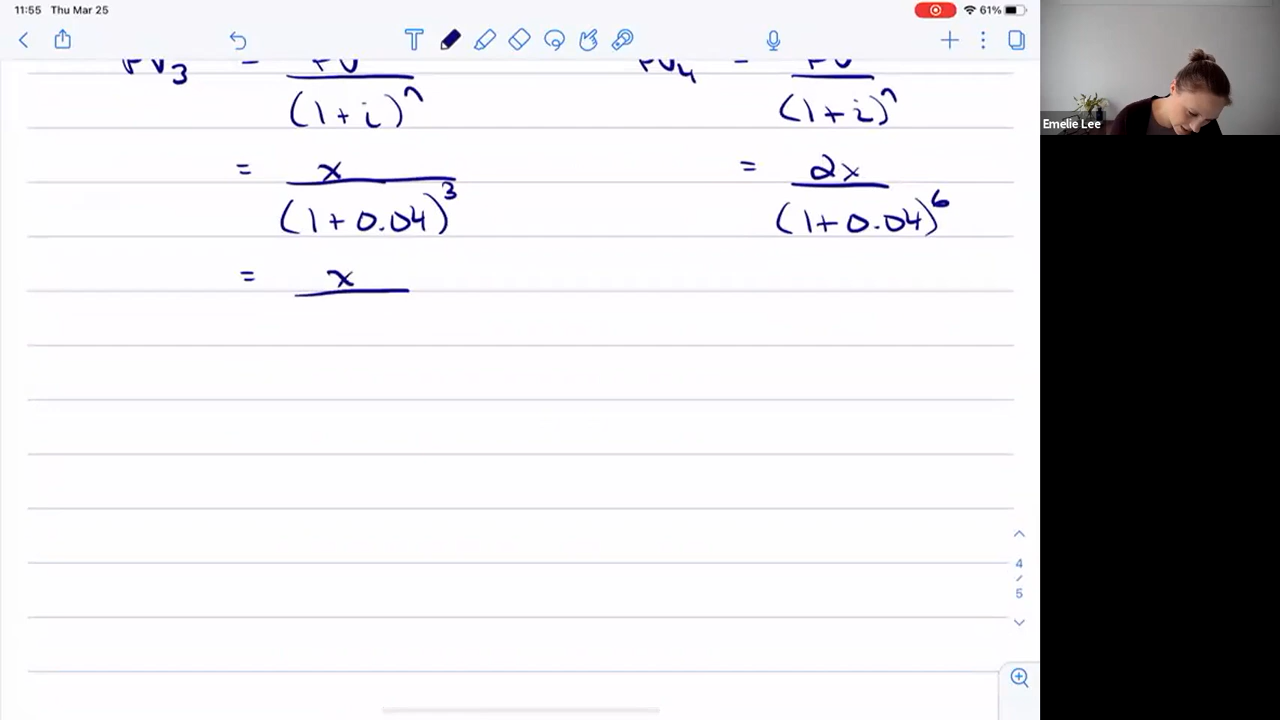 11:55 Thu Mar 25
61%
T
Emelie Lee
PV₃ = FV / (1 + i)ⁿ
PV₄ = FV / (1 + i)ⁿ
= x / (1 + 0.04)³
= 2x / (1 + 0.04)⁶
= x
4
/
5